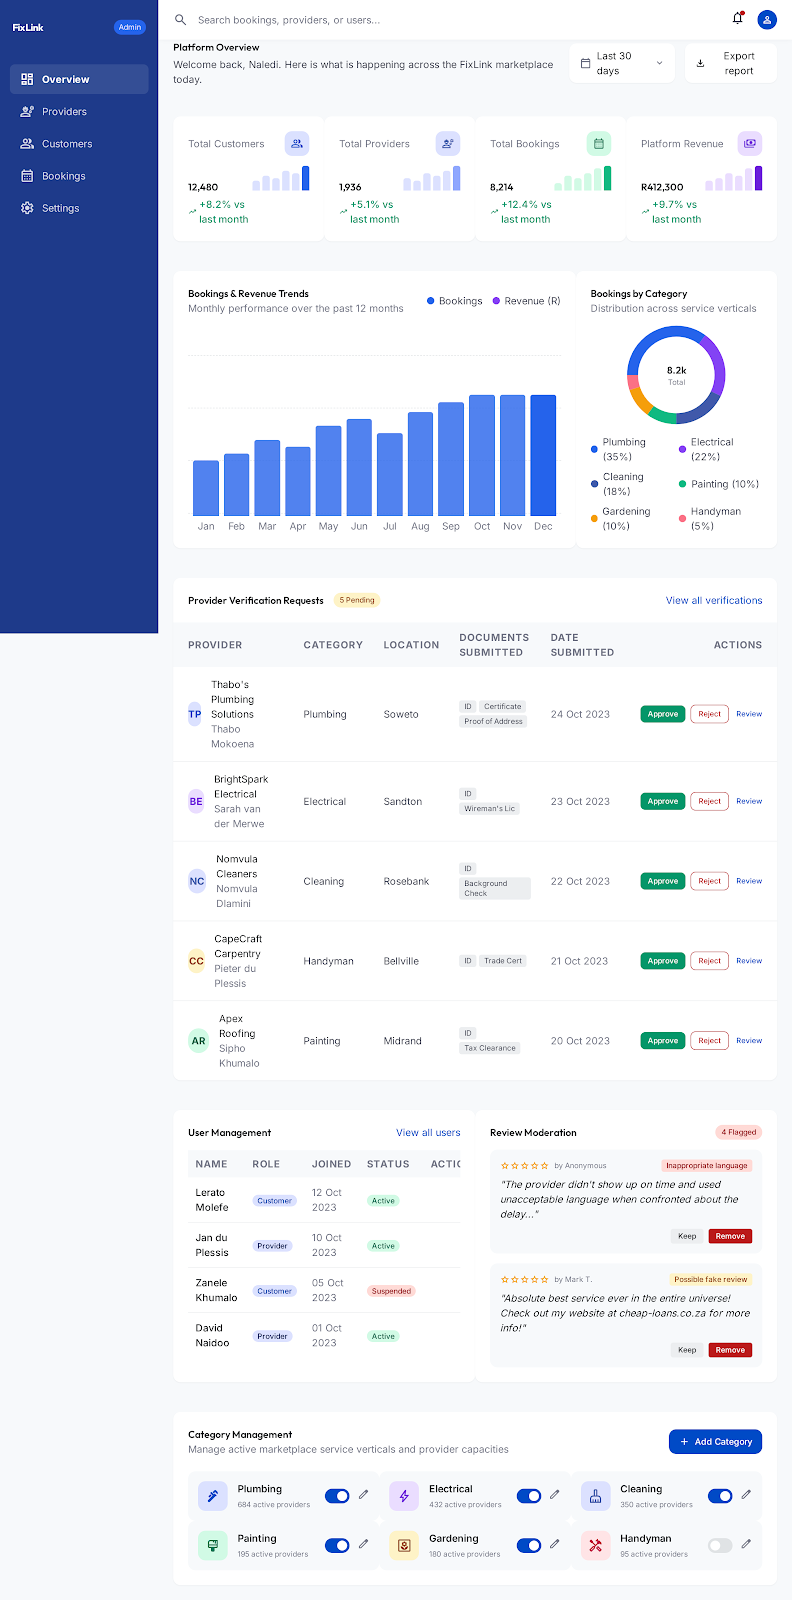 FixLink
Admin
Overview
Providers
Customers
Bookings
Settings
Search bookings, providers, or users...
Platform Overview
Welcome back, Naledi. Here is what is happening across the FixLink marketplace
today.
Last 30
days
Export
report
Total Customers
12,480
+8.2% vs
last month
Total Providers
1,936
+5.1% vs
last month
Total Bookings
8,214
+12.4% vs
last month
Platform Revenue
R412,300
+9.7% vs
last month
Bookings & Revenue Trends
Monthly performance over the past 12 months
Bookings
Revenue (R)
Jan Feb Mar Apr May Jun Jul Aug Sep Oct Nov Dec
Bookings by Category
Distribution across service verticals
8.2k
Total
Plumbing
(35%)
Electrical
(22%)
Cleaning
(18%)
Painting (10%)
Gardening
(10%)
Handyman
(5%)
Provider Verification Requests
5 Pending
View all verifications
PROVIDER
CATEGORY
LOCATION
DOCUMENTS
SUBMITTED
DATE
SUBMITTED
ACTIONS
TP
Thabo's
Plumbing
Solutions
Thabo
Mokoena
Plumbing
Soweto
ID
Certificate
Proof of Address
24 Oct 2023
Approve
Reject
Review
BE
BrightSpark
Electrical
Sarah van
der Merwe
Electrical
Sandton
ID
Wireman's Lic
23 Oct 2023
Approve
Reject
Review
NC
Nomvula
Cleaners
Nomvula
Dlamini
Cleaning
Rosebank
ID
Background
Check
22 Oct 2023
Approve
Reject
Review
CC
CapeCraft
Carpentry
Pieter du
Plessis
Handyman
Bellville
ID
Trade Cert
21 Oct 2023
Approve
Reject
Review
AR
Apex
Roofing
Sipho
Khumalo
Painting
Midrand
ID
Tax Clearance
20 Oct 2023
Approve
Reject
Review
User Management
View all users
NAME
ROLE
JOINED
STATUS
ACTIC
Lerato
Molefe
Customer
12 Oct
2023
Active
Jan du
Plessis
Provider
10 Oct
2023
Active
Zanele
Khumalo
Customer
05 Oct
2023
Suspended
David
Naidoo
Provider
01 Oct
2023
Active
Review Moderation
4 Flagged
by Anonymous
Inappropriate language
"The provider didn't show up on time and used
unacceptable language when confronted about the
delay..."
Keep
Remove
by Mark T.
Possible fake review
"Absolute best service ever in the entire universe!
Check out my website at cheap-loans.co.za for more
info!"
Keep
Remove
Category Management
Manage active marketplace service verticals and provider capacities
Add Category
Plumbing
684 active providers
Electrical
432 active providers
Cleaning
350 active providers
Painting
195 active providers
Gardening
180 active providers
Handyman
95 active providers